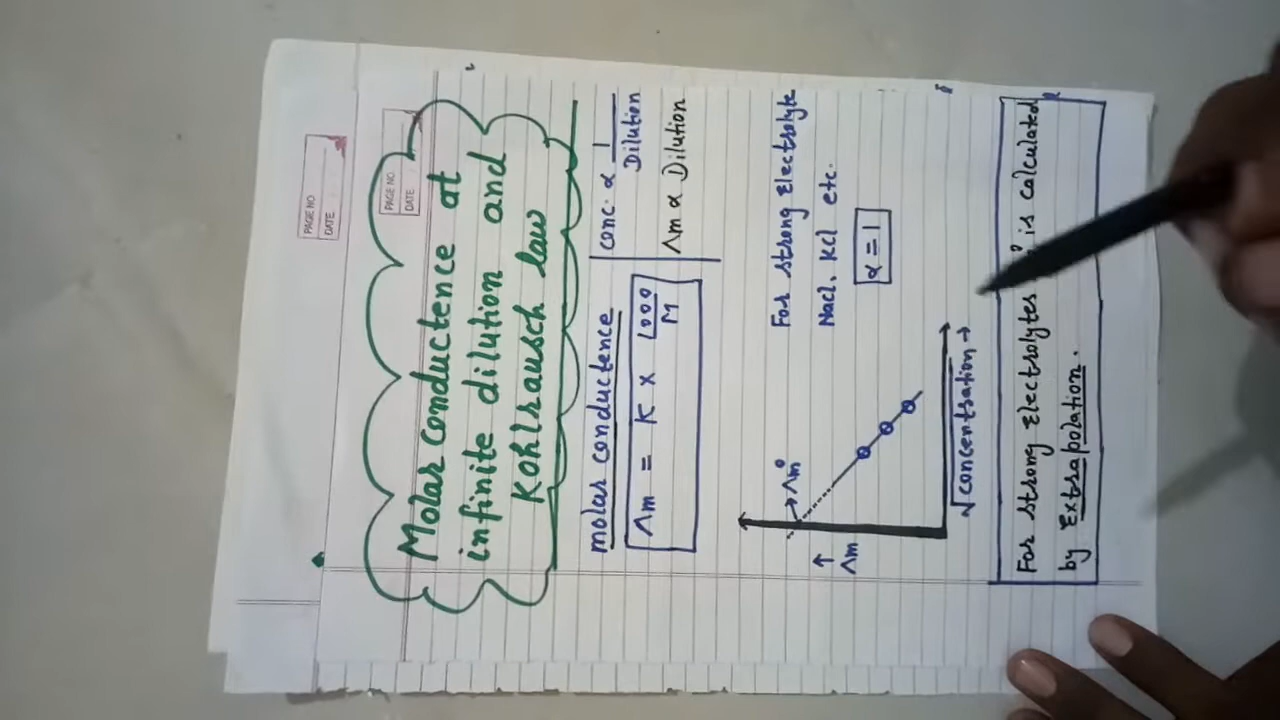 PAGE NO
DATE
PAGE NO.
DATE
Molar Conductence at
infinite dilution and
Kohlrausch law
molar conductence
Λm = K × 1000
M
conc. α 1
Dilution
Λm α Dilution
For strong Electrolyte
Nacl, Kcl etc.
α = 1
Λm°
↑
Λm
√concentration →
For strong Electrolytes is calculated
by Extrapolation.